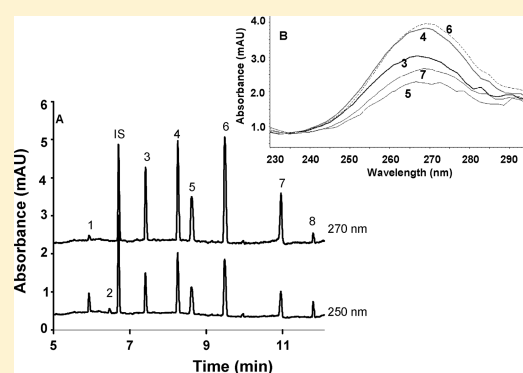 B
Absorbance (mAU)
4.0
3.0
2.0
1.0
6
4
3
7
5
230 240 250 260 270 280 290
Wavelength (nm)
A
Absorbance (mAU)
6
5
4
3
2
1
0
IS
1
2
3
4
5
6
7
8
270 nm
250 nm
5 7 9 11
Time (min)